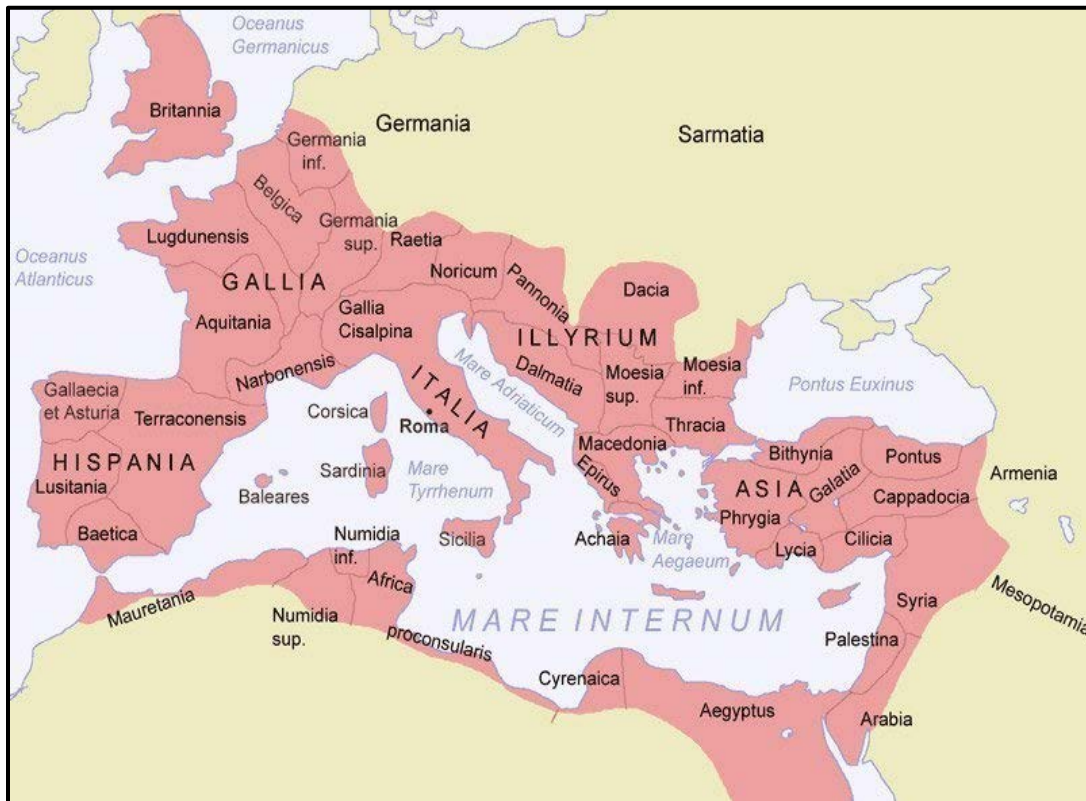 Oceanus
Germanicus
Britannia
Germania
Sarmatia
Germania
inf.
Belgica
Lugdunensis
Germania
sup.
Raetia
Oceanus
Atlanticus
GALLIA
Noricum
Pannonia
Dacia
Aquitania
Gallia
Cisalpina
ILLYRIUM
Narbonensis
Mare Adriaticum
Dalmatia
Moesia
sup.
Moesia
inf.
Pontus Euxinus
Gallaecia
et Asturia
Terraconensis
Corsica
ITALIA
Roma
Thracia
Macedonia
Bithynia
Pontus
HISPANIA
Lusitania
Baleares
Sardinia
Mare
Tyrrhenum
Epirus
ASIA
Galatia
Armenia
Cappadocia
Phrygia
Baetica
Numidia
inf.
Sicilia
Achaia
Mare
Aegaeum
Lycia
Cilicia
Africa
Mauretania
Numidia
sup.
proconsularis
MARE INTERNUM
Syria
Mesopotamia
Palestina
Cyrenaica
Aegyptus
Arabia